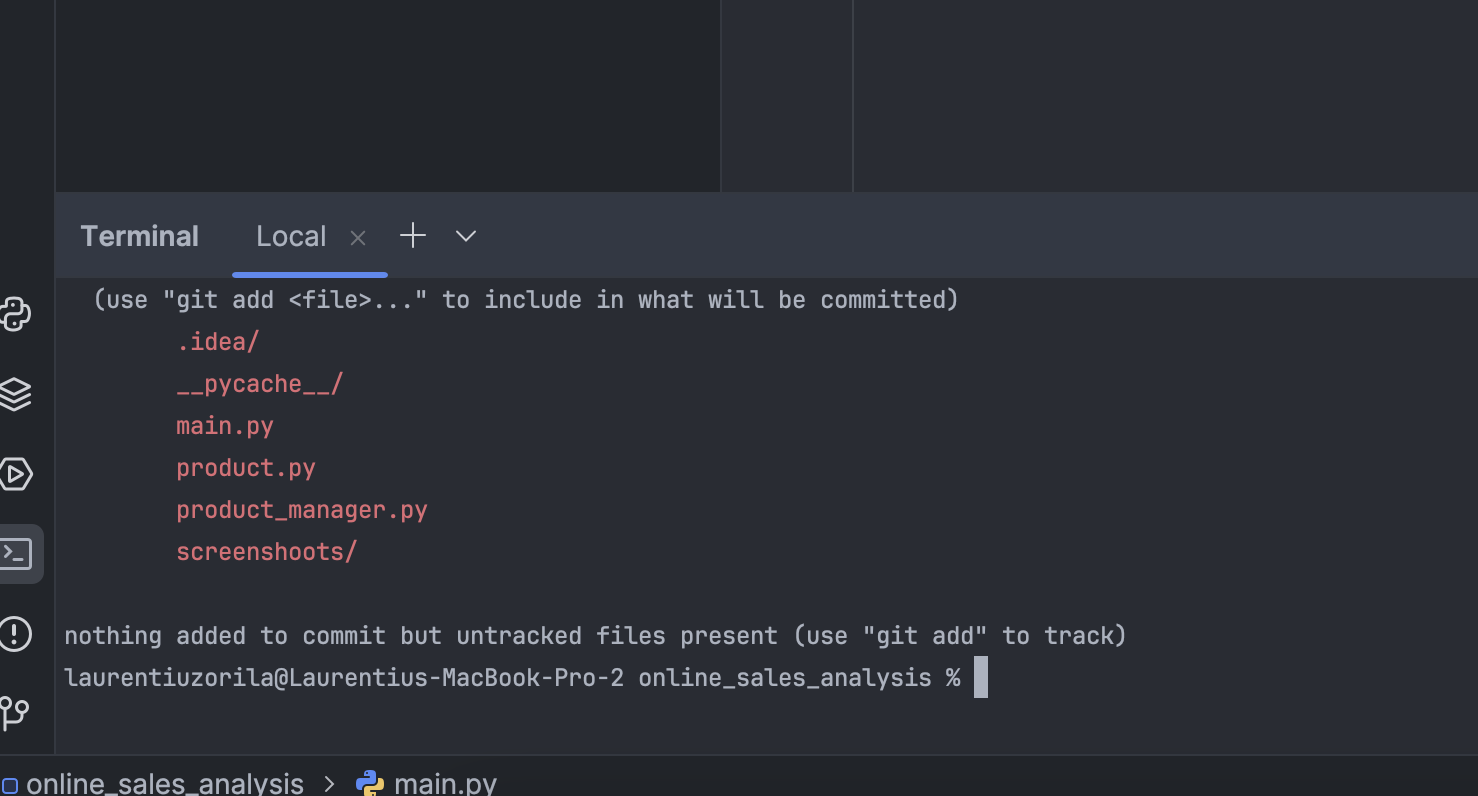 Terminal Local
(use "git add <file>..." to include in what will be committed)
.idea/
__pycache__/
main.py
product.py
product_manager.py
screenshoots/
nothing added to commit but untracked files present (use "git add" to track)
laurentiuzorila@Laurentius-MacBook-Pro-2 online_sales_analysis %
online_sales_analysis > main.py